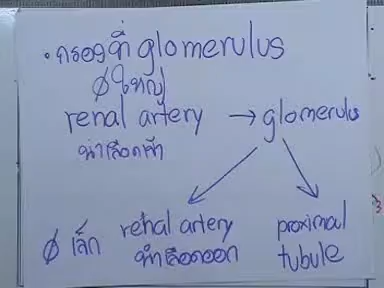 · กรองที่ glomerulus
φ ใหญ่
renal artery → glomerulus
นำเลือดเข้า
φ เล็ก renal artery proximal
นำเลือดออก tubule